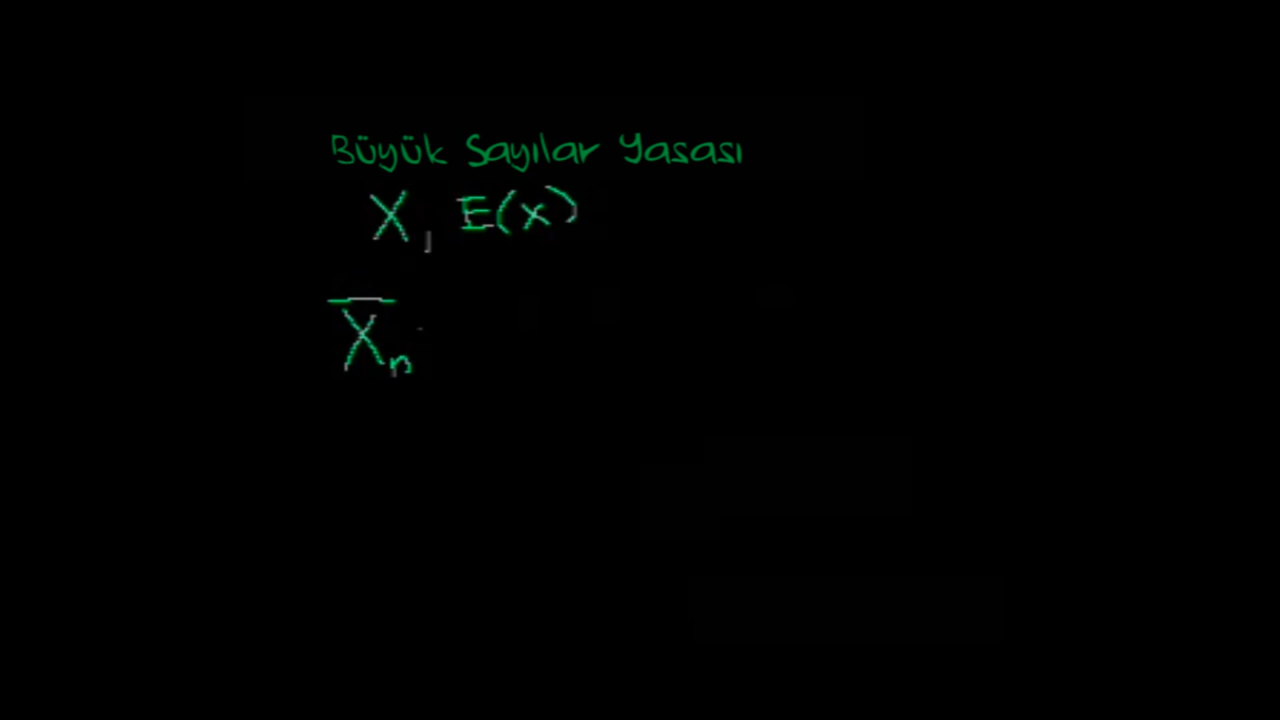 Büyük Sayılar Yasası
X, E(x)
X̅ₙ